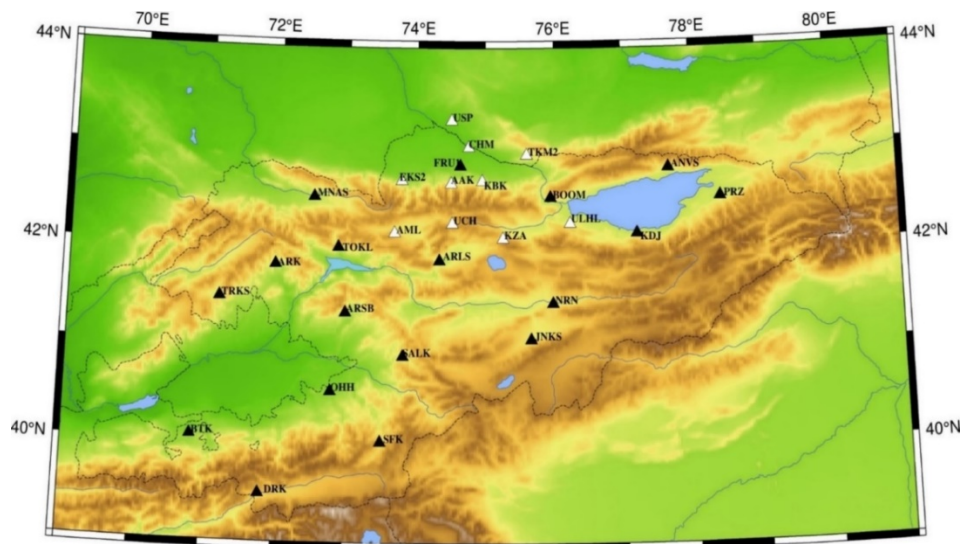 70°E
72°E
74°E
76°E
78°E
80°E
44°N
44°N
USP
CHM
TKM2
FRU
ANVS
EKS2
AAK
KBK
MNAS
BOOM
PRZ
UCH
ULHL
AML
KZA
KDJ
42°N
42°N
TOKL
ARK
ARLS
TRKS
ARSB
NRN
JNKS
SALK
OHH
BTK
SFK
40°N
40°N
DRK